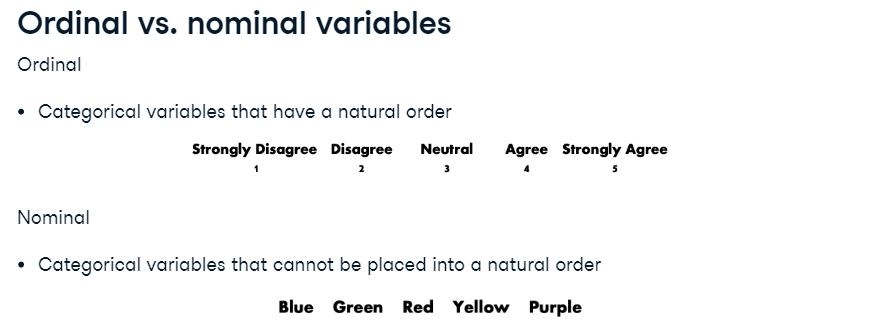 Ordinal vs. nominal variables
Ordinal
• Categorical variables that have a natural order
Strongly Disagree Disagree Neutral Agree Strongly Agree
1 2 3 4 5
Nominal
• Categorical variables that cannot be placed into a natural order
Blue Green Red Yellow Purple